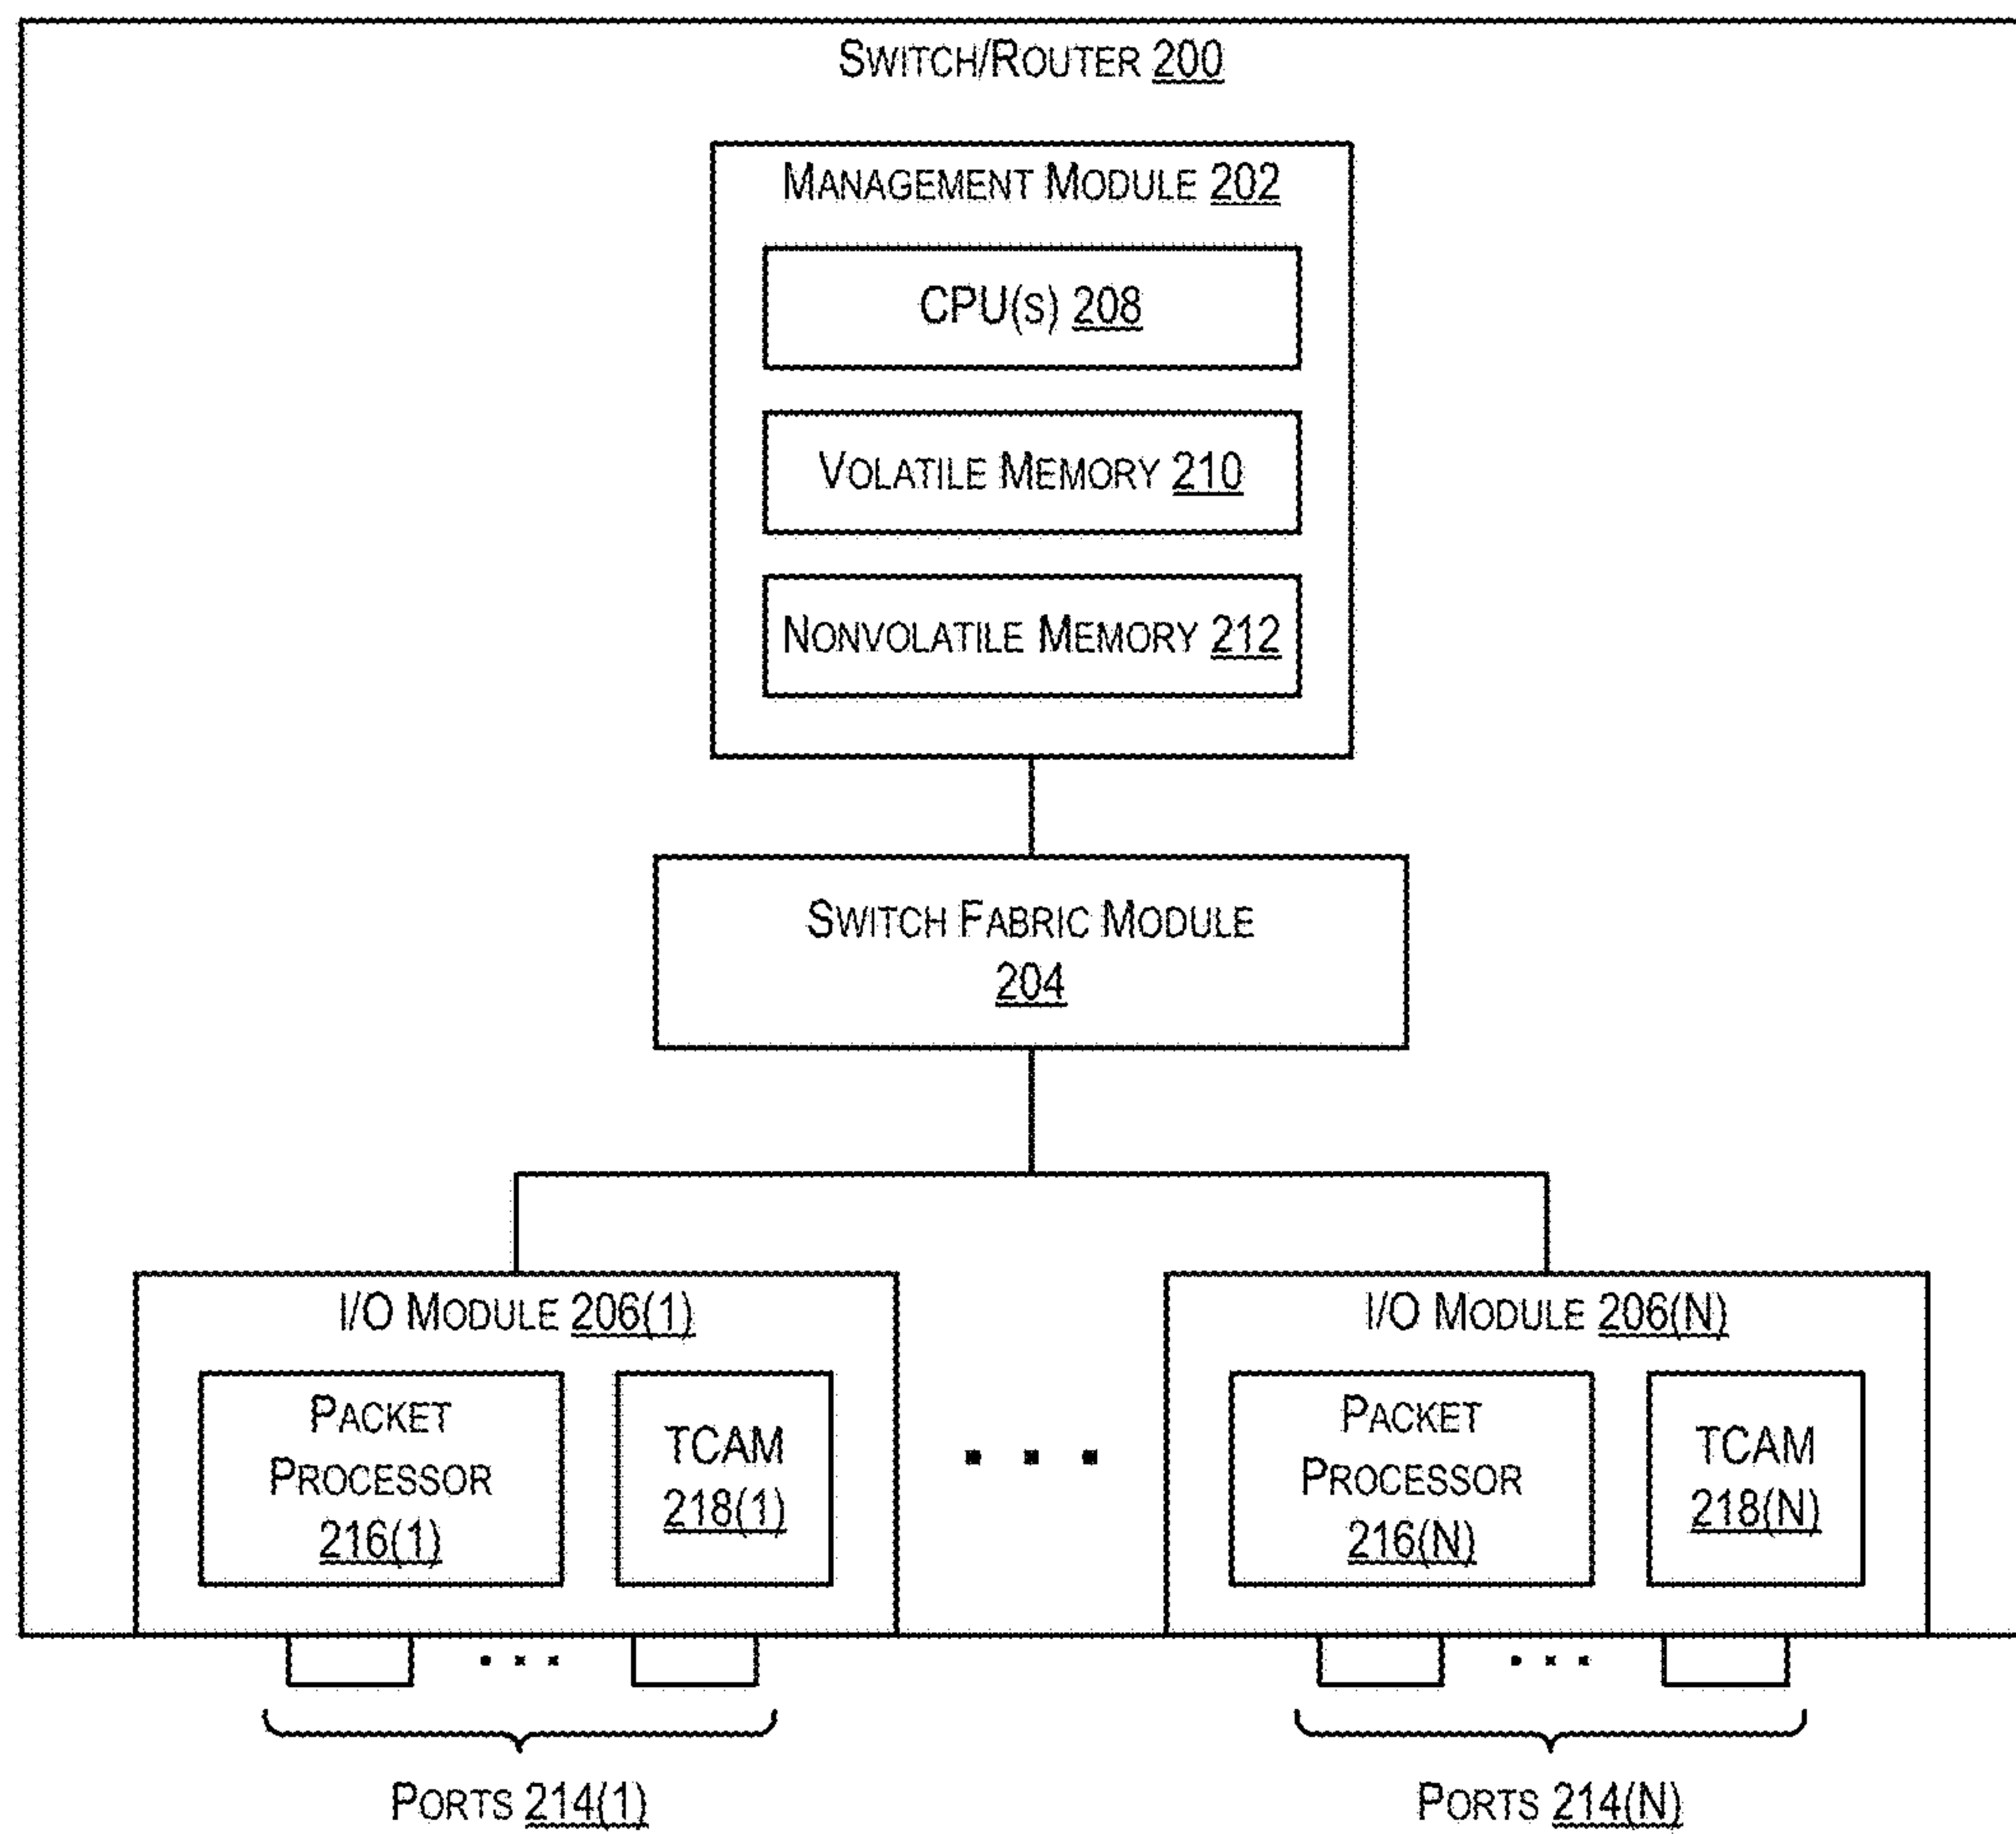 SWITCH/ROUTER 200
MANAGEMENT MODULE 202
CPU(S) 208
VOLATILE MEMORY 210
NONVOLATILE MEMORY 212
SWITCH FABRIC MODULE
204
I/O MODULE 206(1)
PACKET
PROCESSOR
216(1)
TCAM
218(1)
I/O MODULE 206(N)
PACKET
PROCESSOR
216(N)
TCAM
218(N)
PORTS 214(1)
PORTS 214(N)